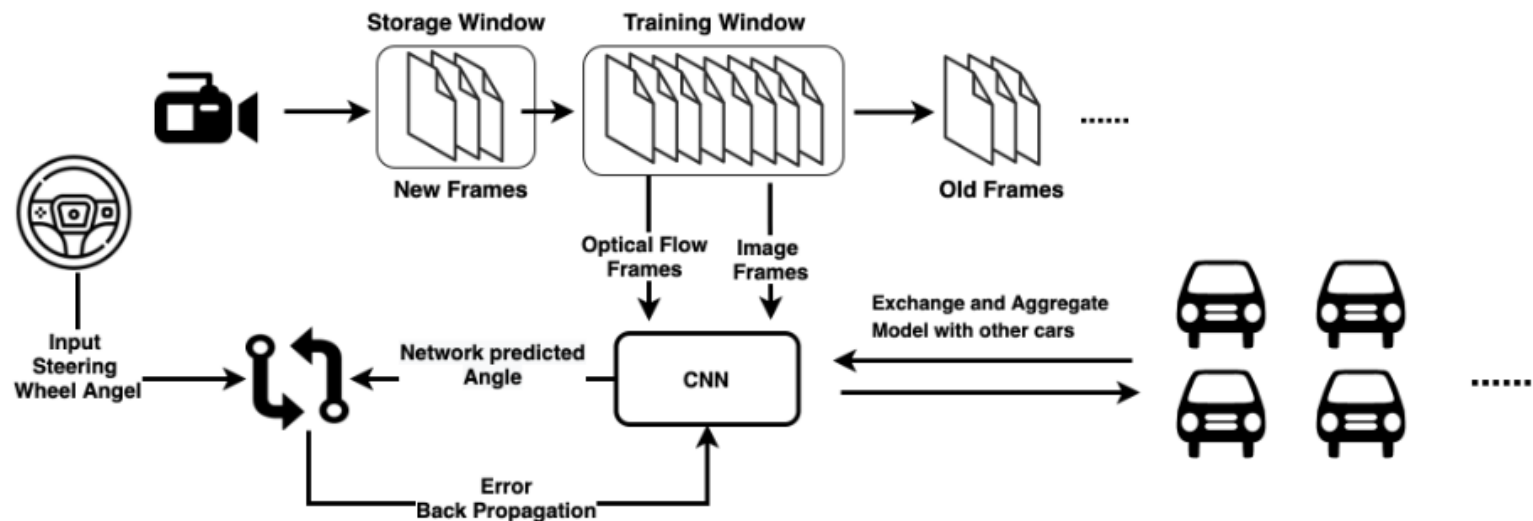 Storage Window
Training Window
New Frames
Old Frames
......
Optical Flow
Frames
Image
Frames
Exchange and Aggregate
Model with other cars
Input
Steering
Wheel Angel
Network predicted
Angle
CNN
......
Error
Back Propagation